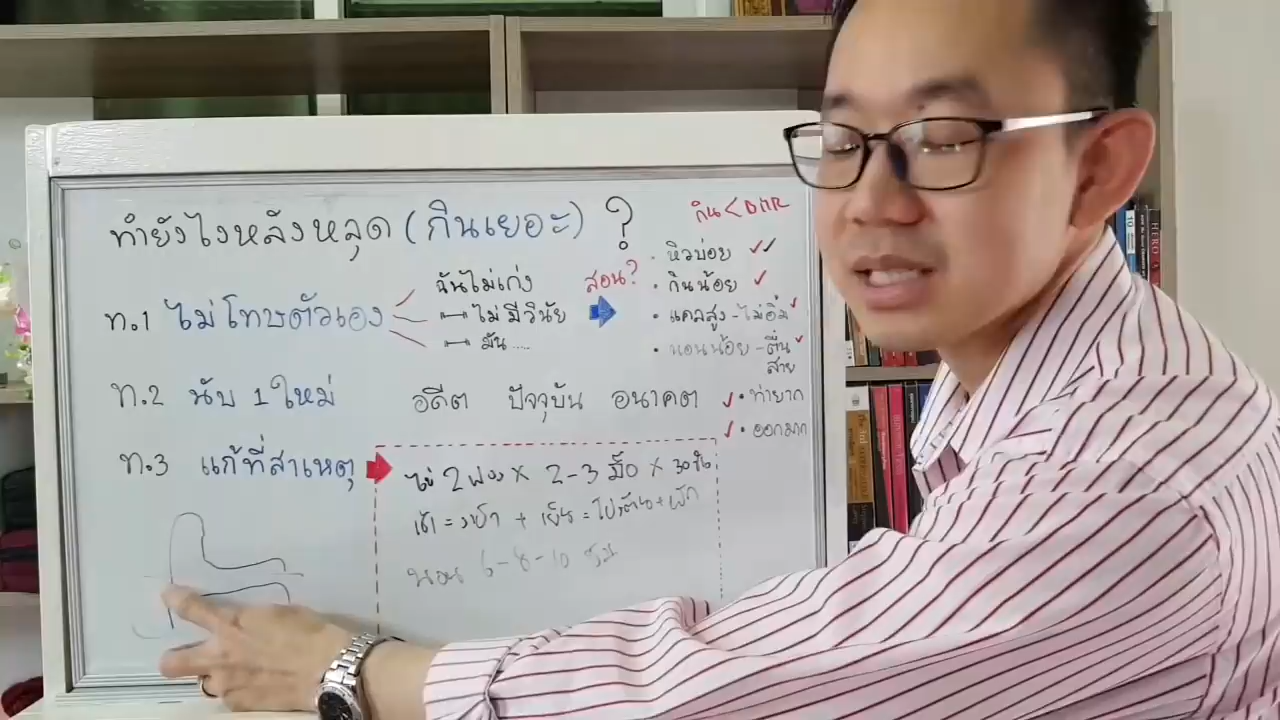 ทำยังไงหลังหลุด (กินเยอะ) ?
ท.1 ไม่โทษตัวเอง
ฉันไม่เก่ง
ไม่มีวินัย
มัน ....
สอน?
กิน < BMR
• หิวบ่อย ✓✓
• กินน้อย ✓
• แคลสูง - ไม่อิ่ม ✓
• นอนน้อย - ตื่นสาย ✓
✓ • ท่ายาก
✓ • ออกมาก
ท.2 นับ 1 ใหม่
อดีต ปัจจุบัน อนาคต
ท.3 แก้ที่สาเหตุ
ไข่ 2 ฟอง × 2-3 มื้อ × 30 วัน
เช้า = + เย็น = โปรตีน + ผัก
นอน 6-8-10 ชม
10
HERO